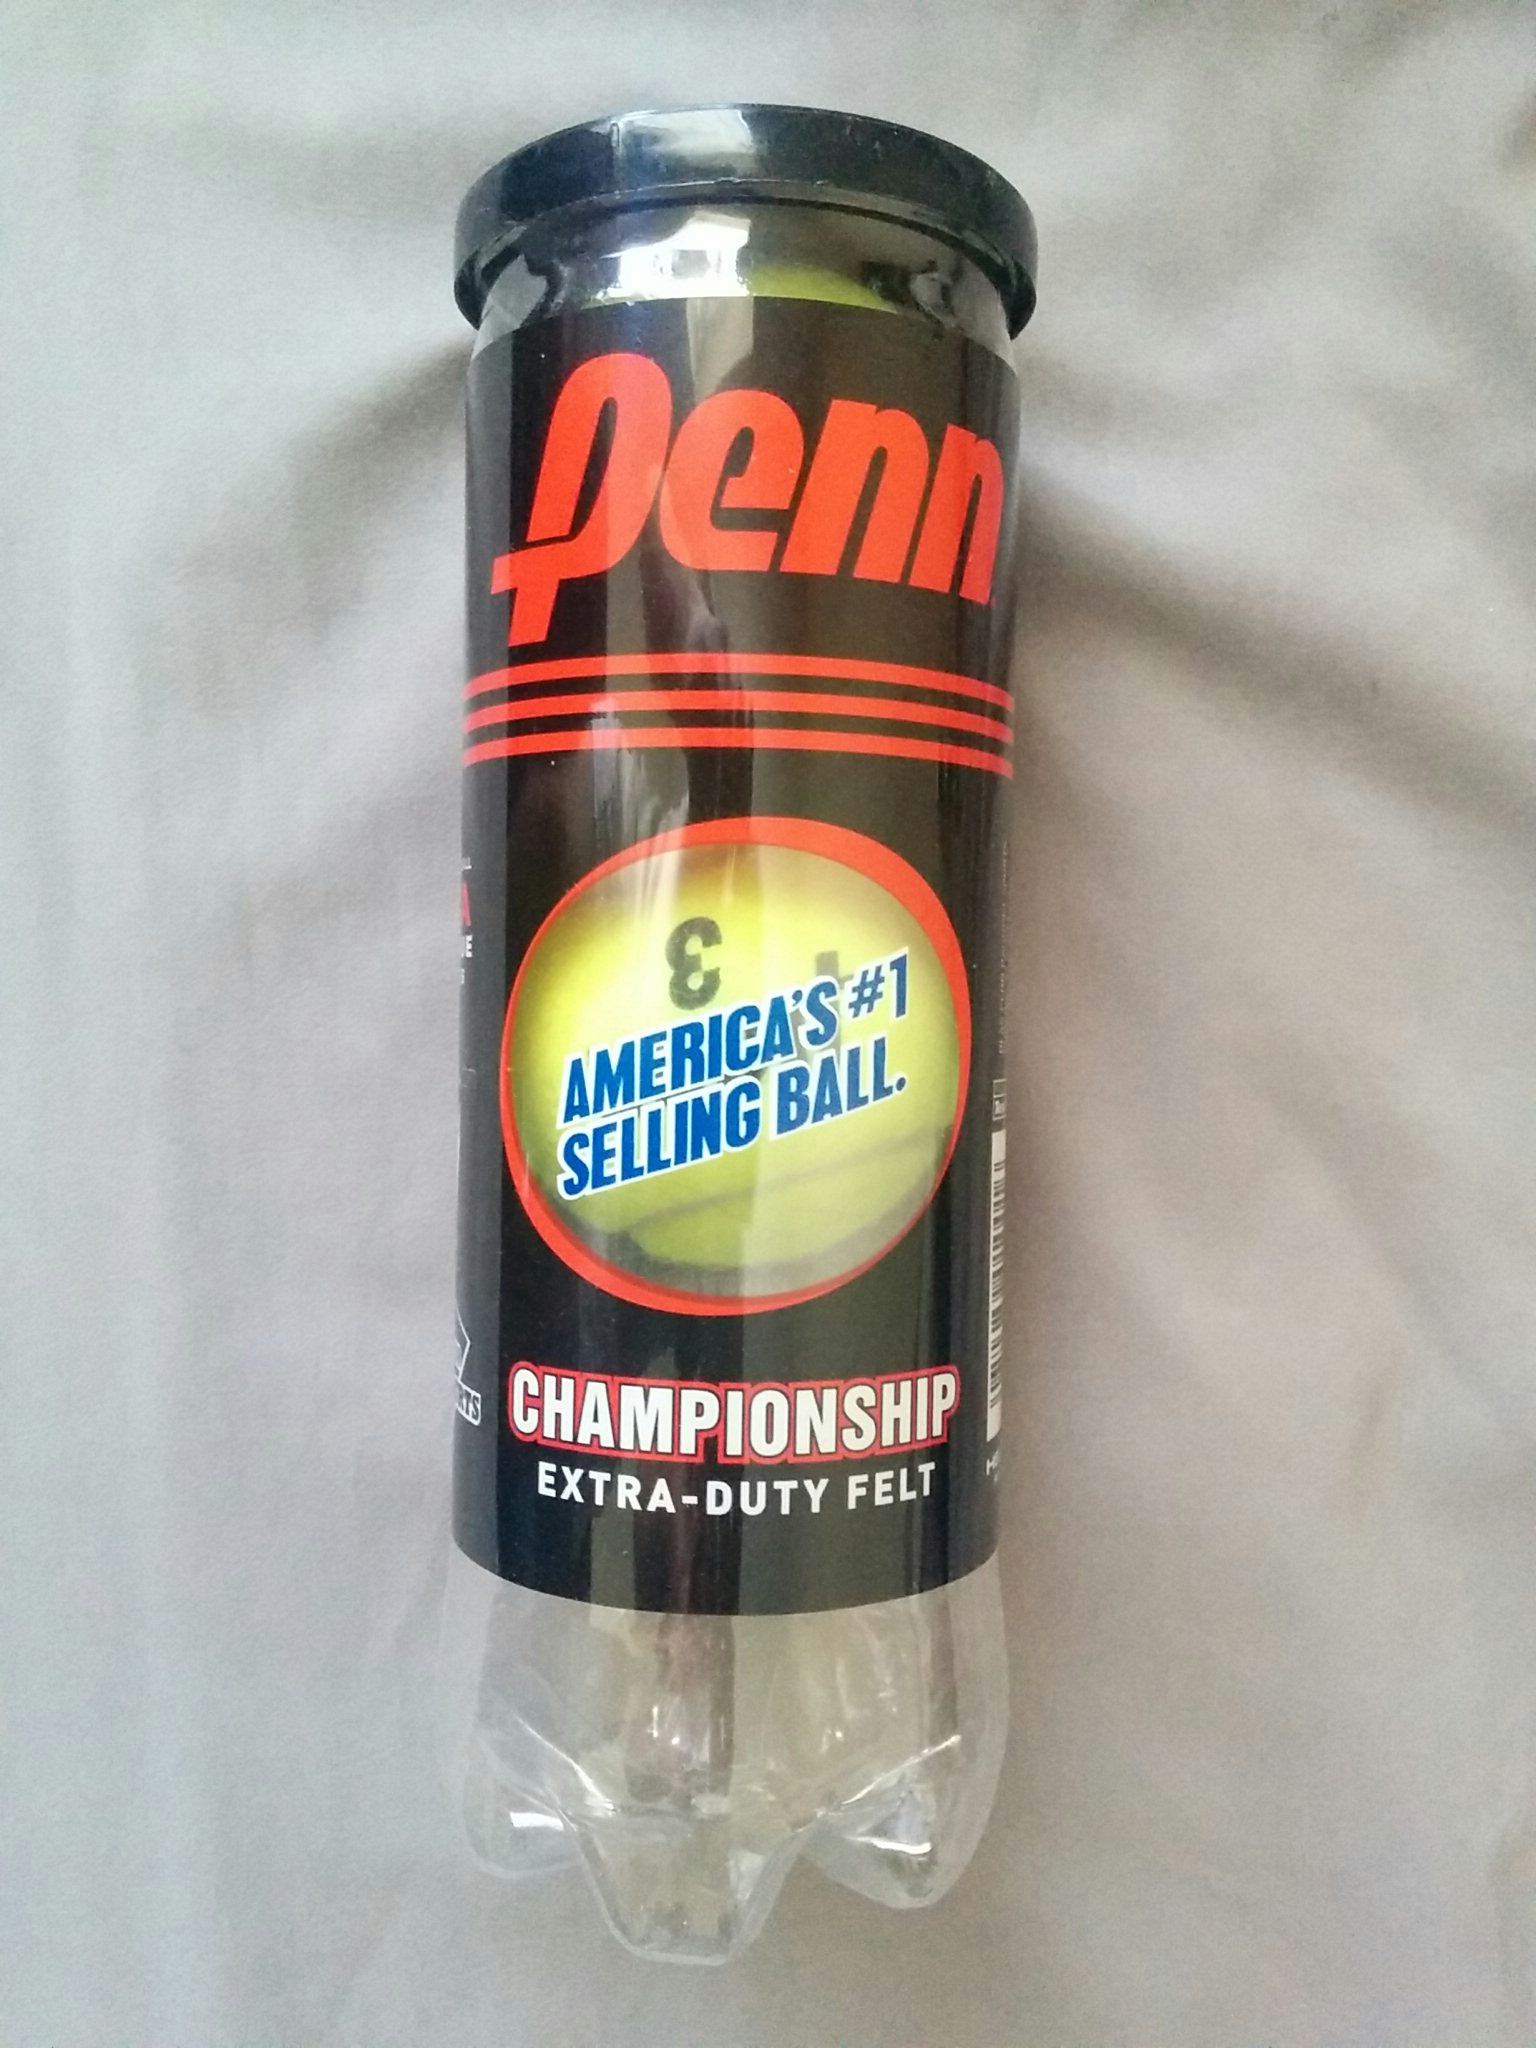 Penn
3
AMERICA'S #1
SELLING BALL.
CHAMPIONSHIP
EXTRA-DUTY FELT